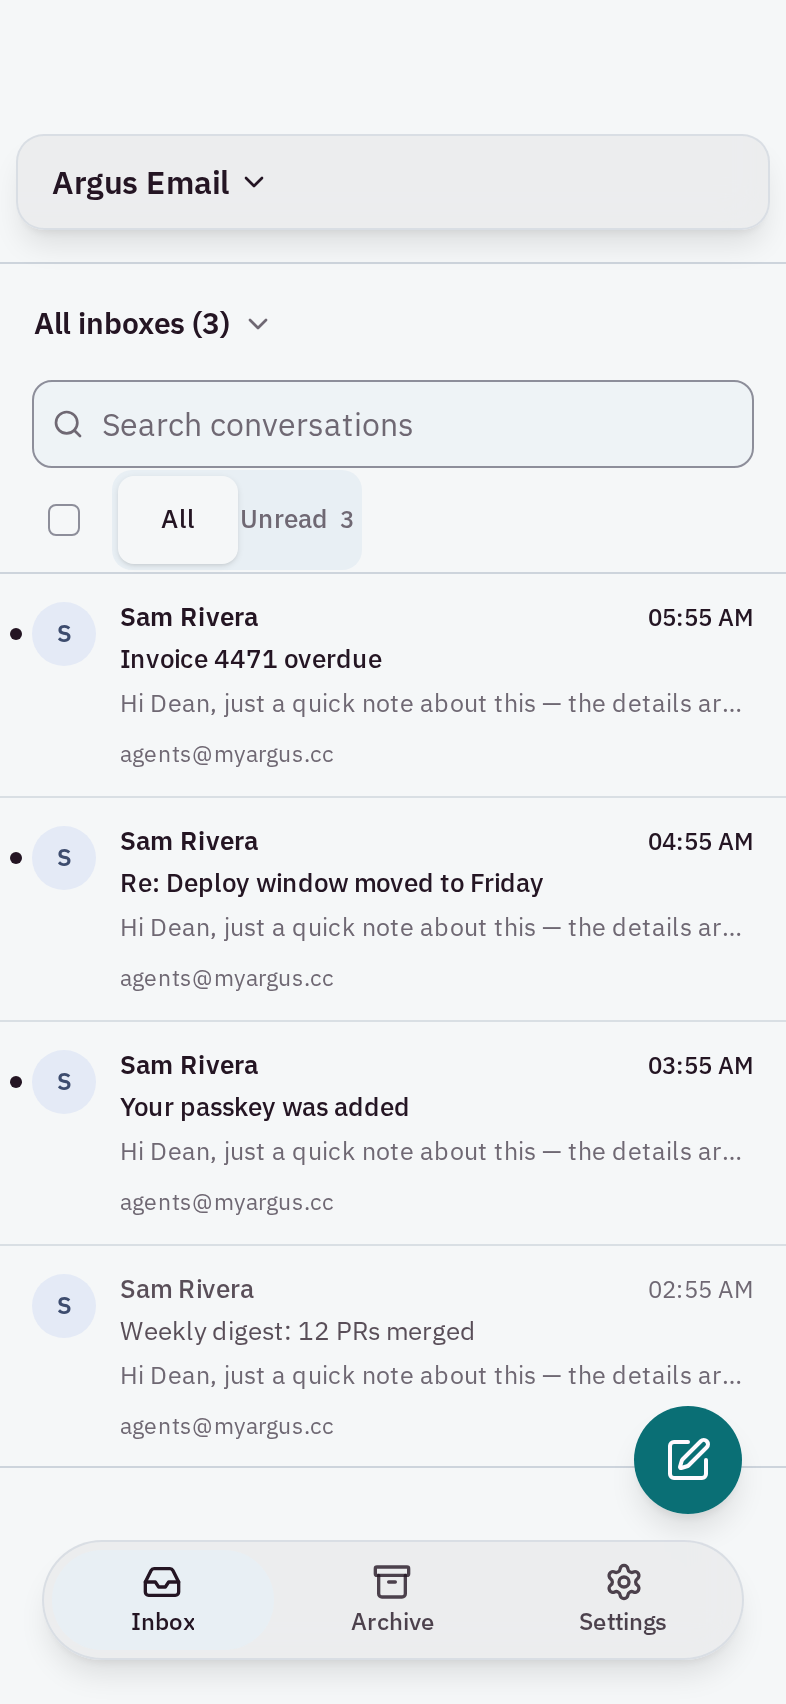 Argus Email
All inboxes (3)
Search conversations
All Unread 3
Sam Rivera 05:55 AM
Invoice 4471 overdue
Hi Dean, just a quick note about this — the details ar...
agents@myargus.cc
Sam Rivera 04:55 AM
Re: Deploy window moved to Friday
Hi Dean, just a quick note about this — the details ar...
agents@myargus.cc
Sam Rivera 03:55 AM
Your passkey was added
Hi Dean, just a quick note about this — the details ar...
agents@myargus.cc
Sam Rivera 02:55 AM
Weekly digest: 12 PRs merged
Hi Dean, just a quick note about this — the details ar...
agents@myargus.cc
Inbox Archive Settings